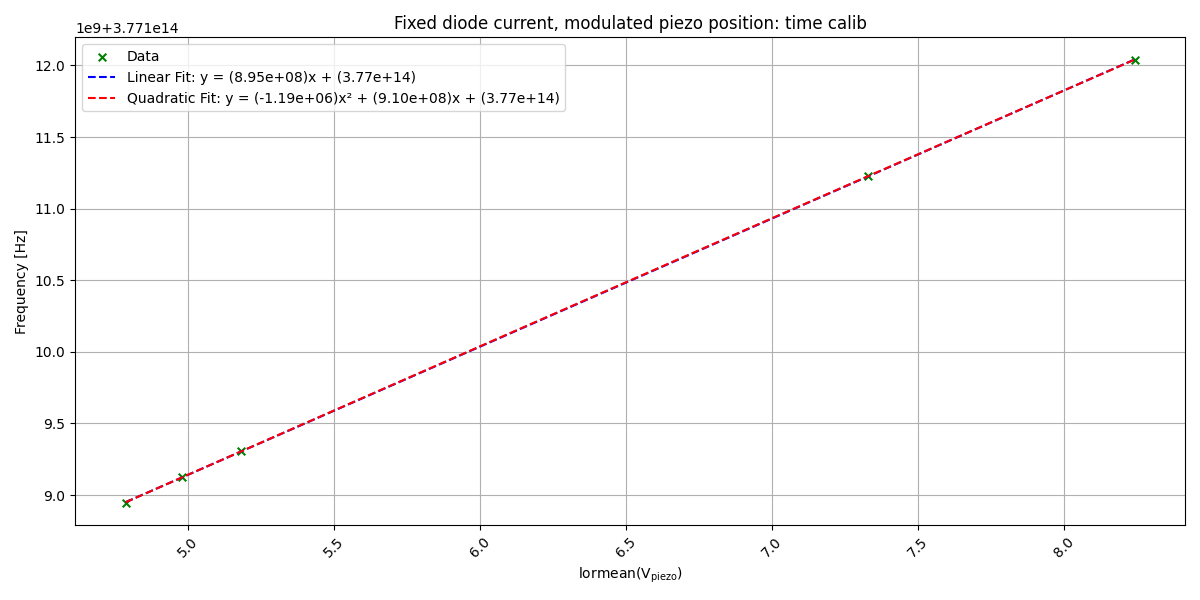 Fixed diode current, modulated piezo position: time calib
1e9+3.771e14
Data
Linear Fit: y = (8.95e+08)x + (3.77e+14)
Quadratic Fit: y = (-1.19e+06)x² + (9.10e+08)x + (3.77e+14)
12.0
11.5
11.0
10.5
10.0
9.5
9.0
Frequency [Hz]
5.0 5.5 6.0 6.5 7.0 7.5 8.0
lormean(V_piezo)